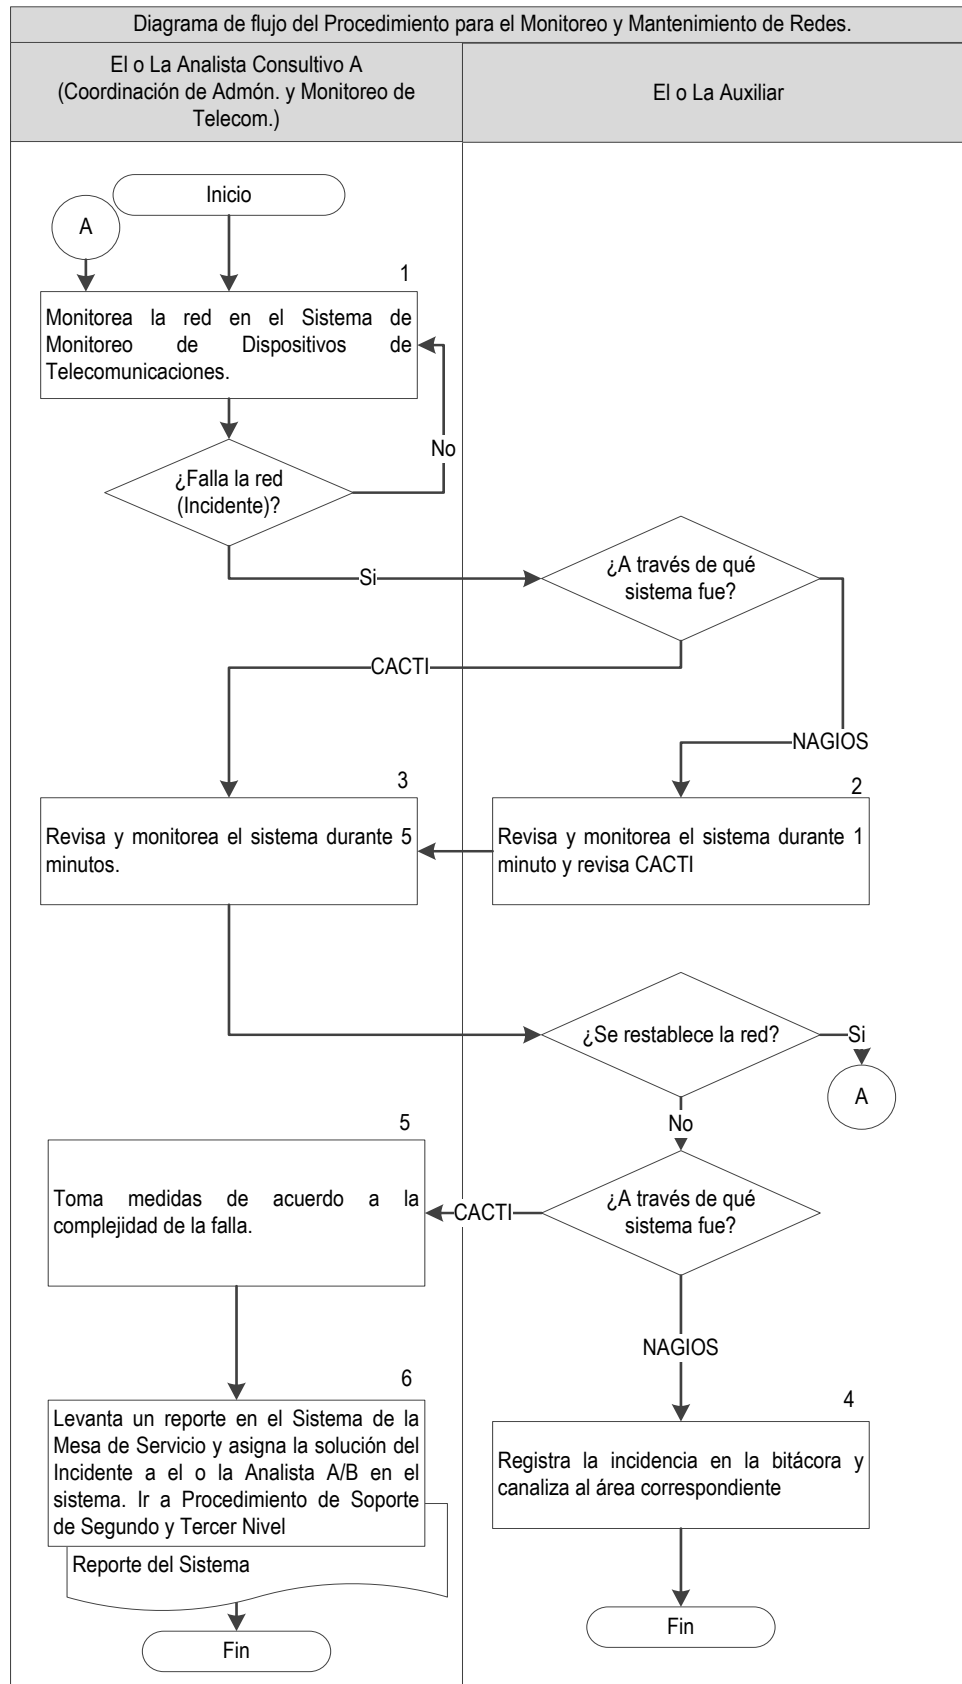 Diagrama de flujo del Procedimiento para el Monitoreo y Mantenimiento de Redes.
El o La Analista Consultivo A
(Coordinación de Admón. y Monitoreo de
Telecom.)
El o La Auxiliar
Inicio
A
1
Monitorea la red en el Sistema de
Monitoreo de Dispositivos de
Telecomunicaciones.
No
¿Falla la red
(Incidente)?
Si
¿A través de qué
sistema fue?
CACTI
NAGIOS
3
Revisa y monitorea el sistema durante 5
minutos.
2
Revisa y monitorea el sistema durante 1
minuto y revisa CACTI
¿Se restablece la red?
Si
A
No
5
Toma medidas de acuerdo a la
complejidad de la falla.
CACTI
¿A través de qué
sistema fue?
NAGIOS
6
Levanta un reporte en el Sistema de la
Mesa de Servicio y asigna la solución del
Incidente a el o la Analista A/B en el
sistema. Ir a Procedimiento de Soporte
de Segundo y Tercer Nivel
Reporte del Sistema
4
Registra la incidencia en la bitácora y
canaliza al área correspondiente
Fin
Fin